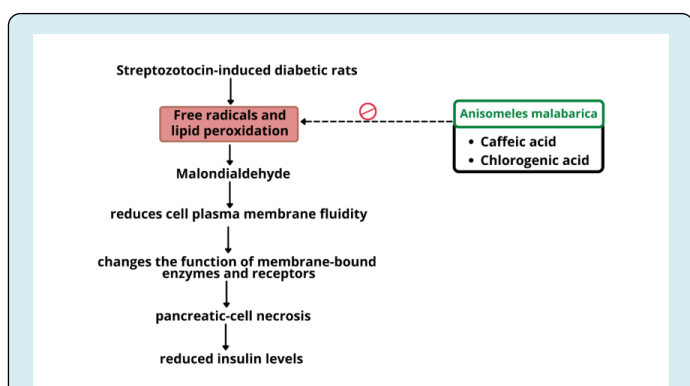 Streptozotocin-induced diabetic rats
Free radicals and
lipid peroxidation
Anisomeles malabarica
• Caffeic acid
• Chlorogenic acid
Malondialdehyde
reduces cell plasma membrane fluidity
changes the function of membrane-bound
enzymes and receptors
pancreatic-cell necrosis
reduced insulin levels